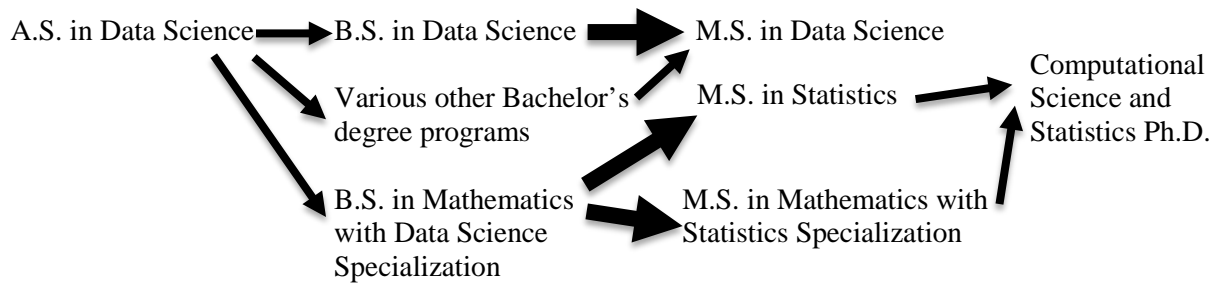 A.S. in Data Science
B.S. in Data Science
M.S. in Data Science
Various other Bachelor’s
degree programs
M.S. in Statistics
Computational
Science and
Statistics Ph.D.
B.S. in Mathematics
with Data Science
Specialization
M.S. in Mathematics with
Statistics Specialization